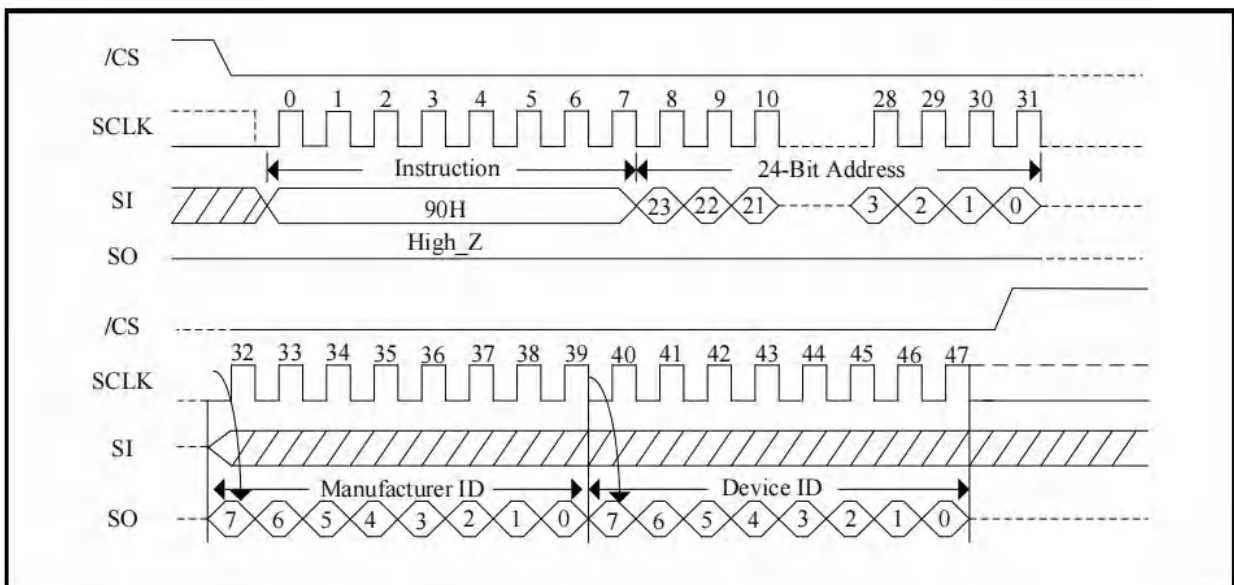 /CS
0 1 2 3 4 5 6 7 8 9 10 28 29 30 31
SCLK
Instruction 24-Bit Address
SI 90H 23 22 21 3 2 1 0
High_Z
SO
/CS
32 33 34 35 36 37 38 39 40 41 42 43 44 45 46 47
SCLK
SI
Manufacturer ID Device ID
SO 7 6 5 4 3 2 1 0 7 6 5 4 3 2 1 0